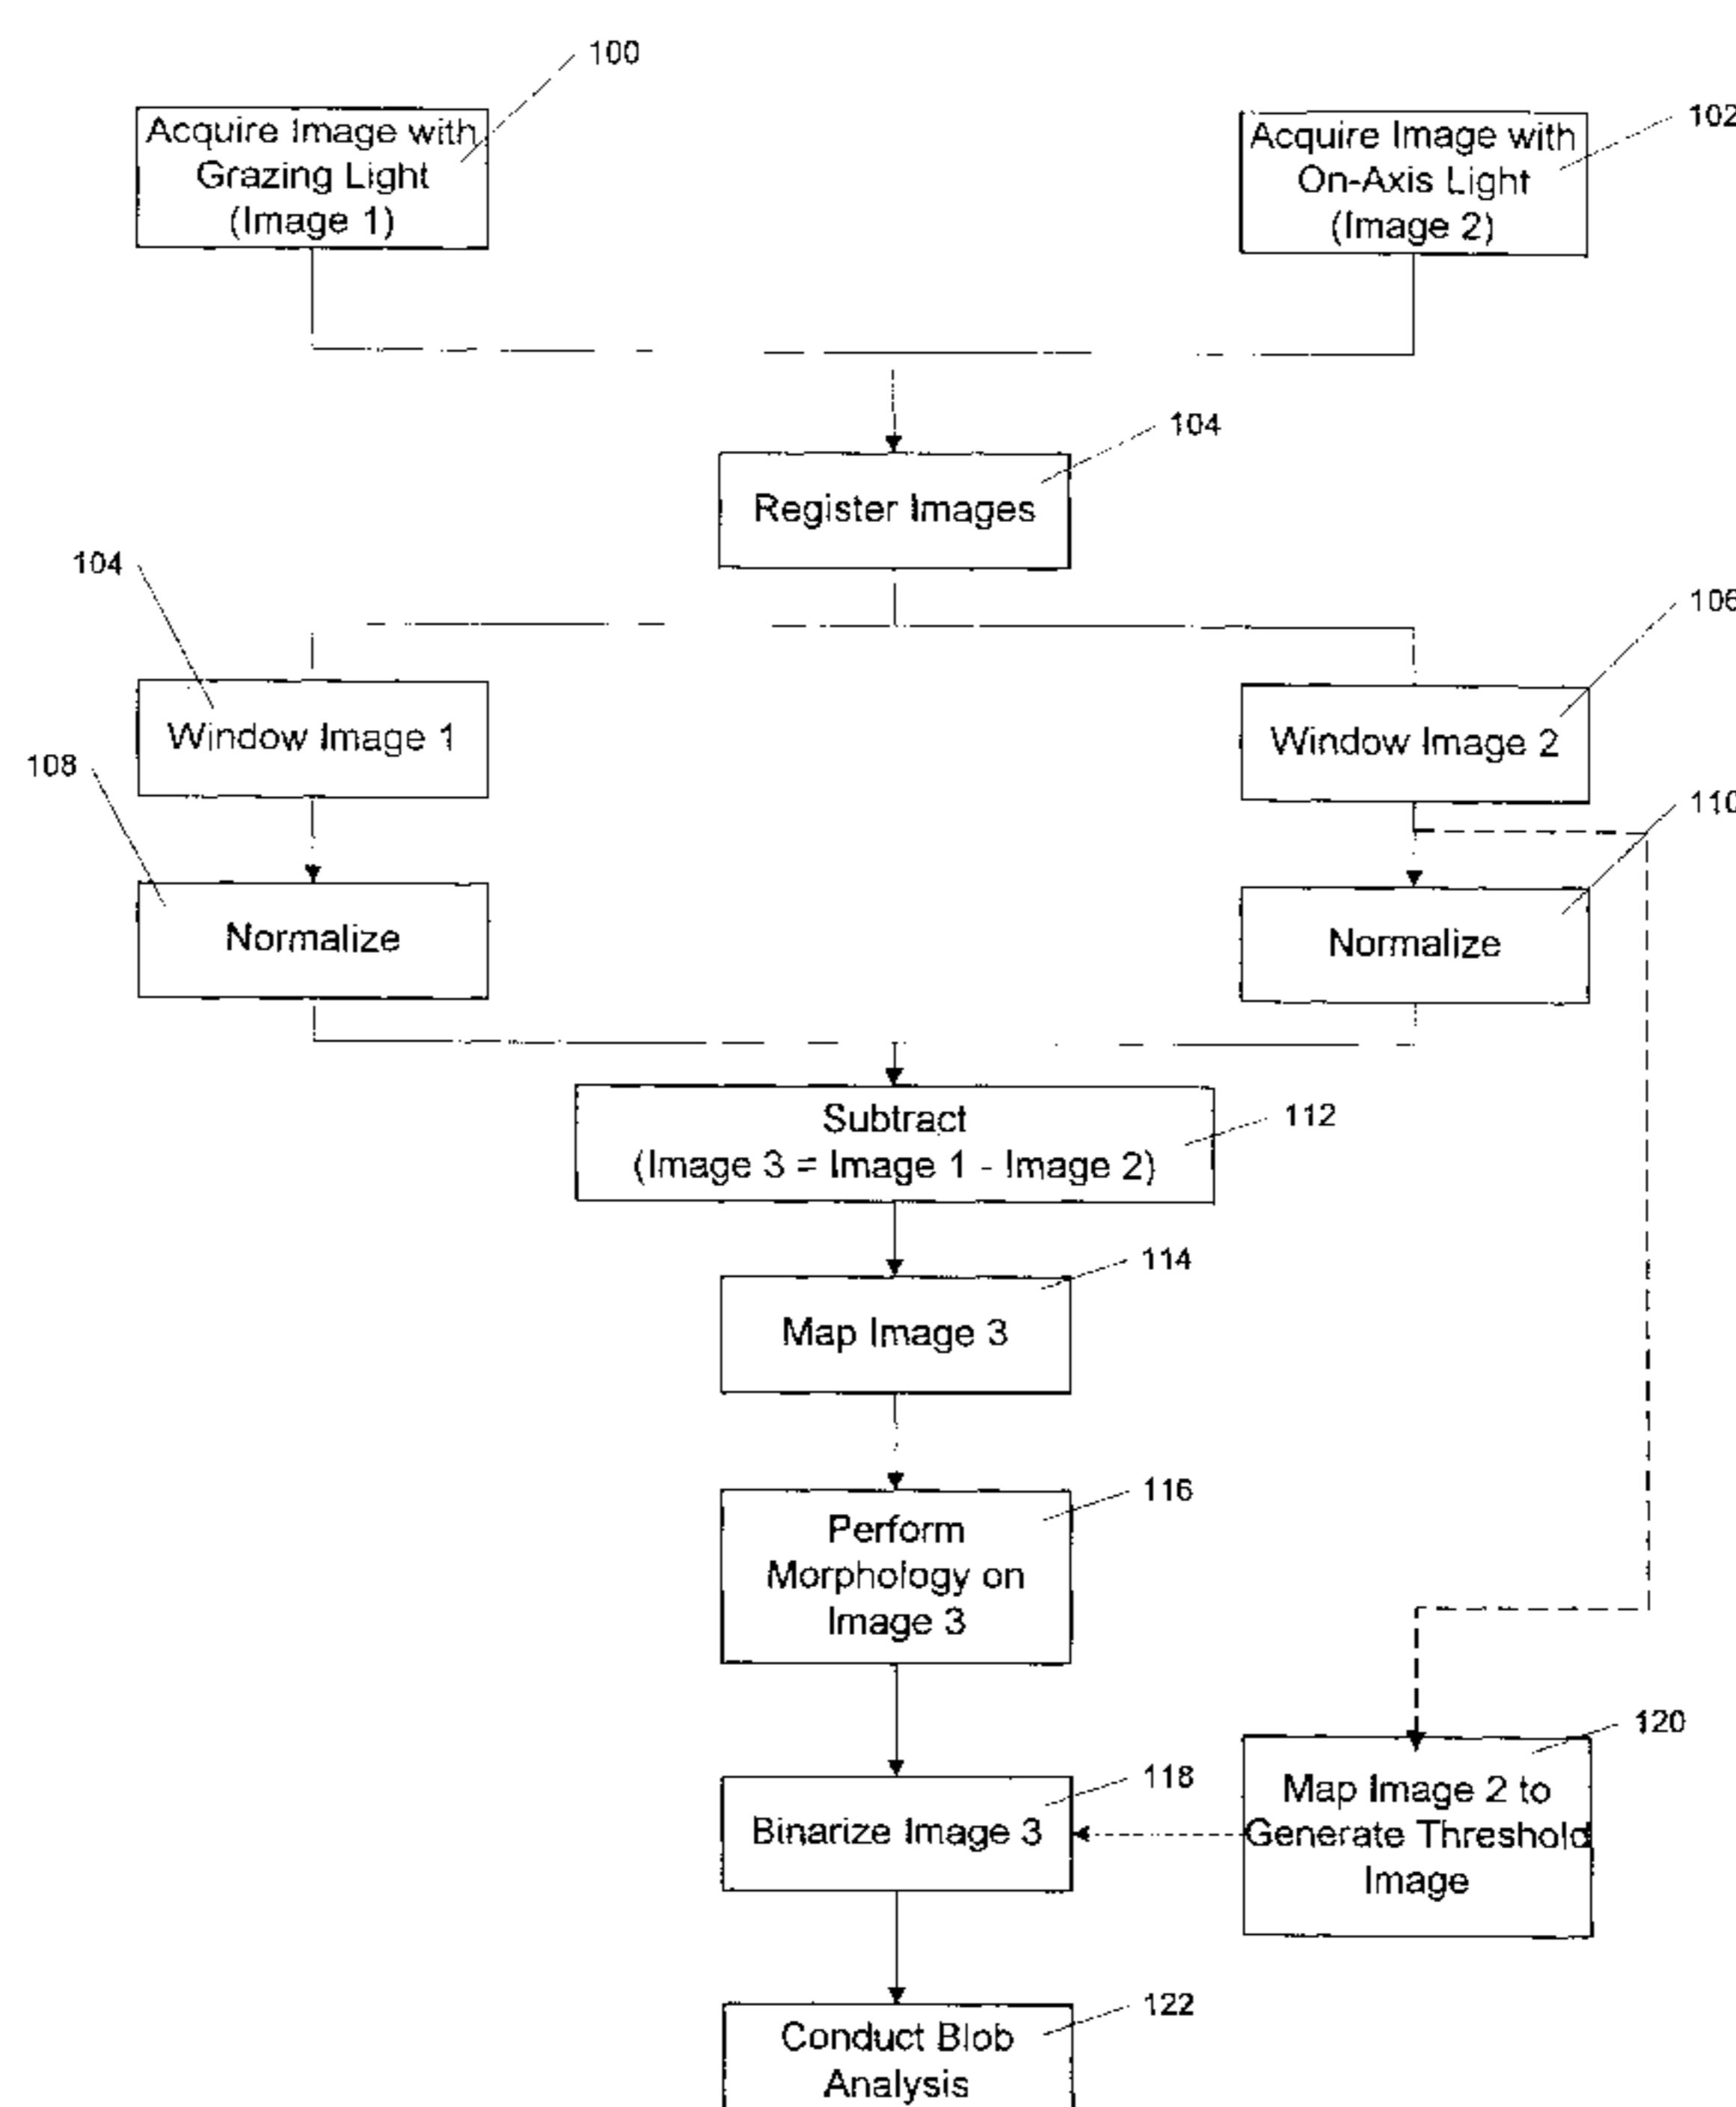 100
Acquire Image with
Grazing Light
(Image 1)
102
Acquire Image with
On-Axis Light
(Image 2)
104
Register Images
104
Window Image 1
106
Window Image 2
108
Normalize
110
Normalize
112
Subtract
(Image 3 = Image 1 - Image 2)
114
Map Image 3
116
Perform
Morphology on
Image 3
118
Binarize Image 3
120
Map Image 2 to
Generate Threshold
Image
122
Conduct Blob
Analysis